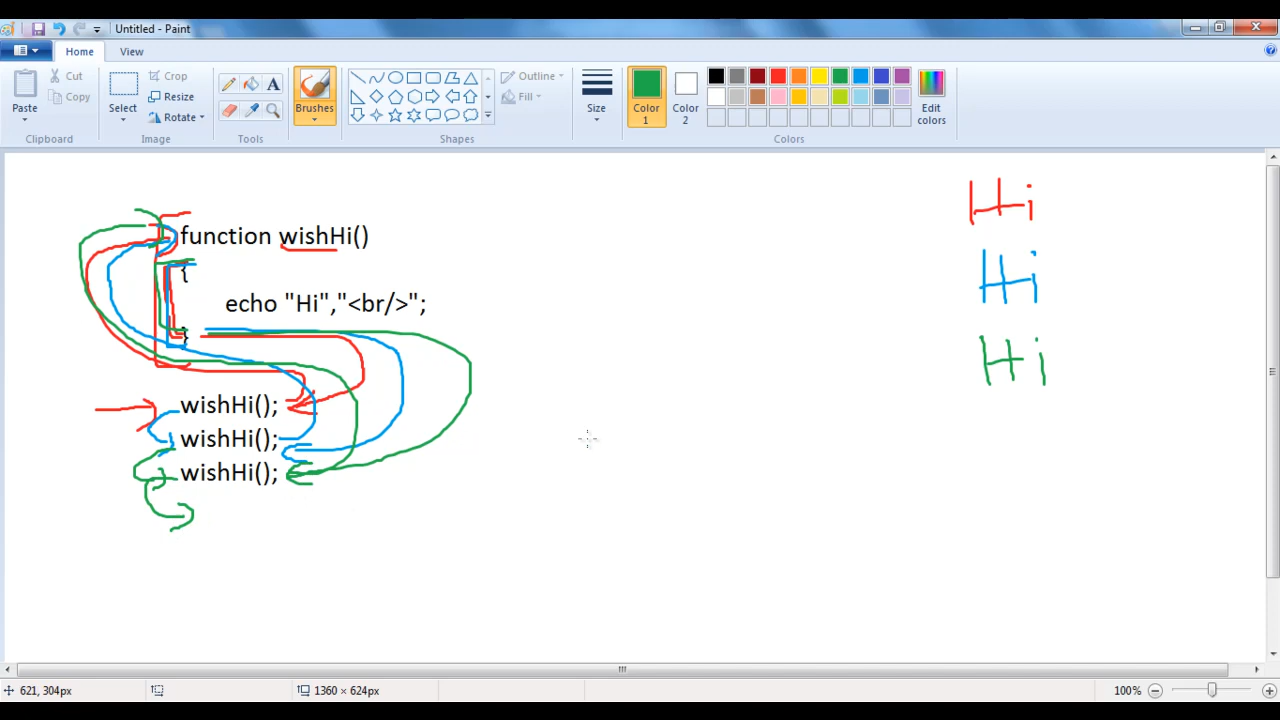 Untitled - Paint
Home View
Paste
Cut
Copy
Clipboard
Select
Crop
Resize
Rotate
Image
A
Tools
Brushes
Shapes
Outline
Fill
Size
Color 1
Color 2
Colors
Edit colors
function wishHi()
{
echo "Hi","<br/>";
}
wishHi();
wishHi();
wishHi();
Hi
Hi
Hi
621, 304px
1360 × 624px
100%